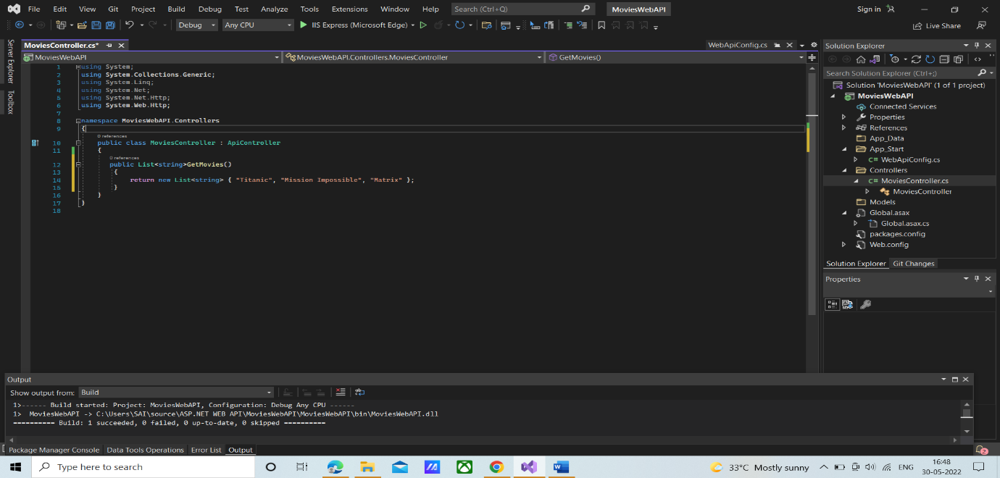 File Edit View Git Project Build Debug Test Analyze Tools Extensions Window Help Search (Ctrl+Q) MoviesWebAPI Sign in
Debug Any CPU IIS Express (Microsoft Edge) Live Share
Server Explorer
Toolbox
MoviesController.cs* WebApiConfig.cs
MoviesWebAPI MoviesWebAPI.Controllers.MoviesController GetMovies()
1 using System;
2 using System.Collections.Generic;
3 using System.Linq;
4 using System.Net;
5 using System.Net.Http;
6 using System.Web.Http;
7
8 namespace MoviesWebAPI.Controllers
9 {
0 references
10 public class MoviesController : ApiController
11 {
0 references
12 public List<string>GetMovies()
13 {
14 return new List<string> { "Titanic", "Mission Impossible", "Matrix" };
15 }
16 }
17 }
18
Solution Explorer
Search Solution Explorer (Ctrl+;)
Solution 'MoviesWebAPI' (1 of 1 project)
MoviesWebAPI
Connected Services
Properties
References
App_Data
App_Start
C# WebApiConfig.cs
Controllers
C# MoviesController.cs
MoviesController
Models
Global.asax
Global.asax.cs
packages.config
Web.config
Solution Explorer Git Changes
Properties
Output
Show output from: Build
1>------ Build started: Project: MoviesWebAPI, Configuration: Debug Any CPU ------
1> MoviesWebAPI -> C:\Users\SAI\source\ASP.NET WEB API\MoviesWebAPI\MoviesWebAPI\bin\MoviesWebAPI.dll
========== Build: 1 succeeded, 0 failed, 0 up-to-date, 0 skipped ==========
Package Manager Console Data Tools Operations Error List Output
2
Type here to search
33°C Mostly sunny ENG 16:48
30-05-2022